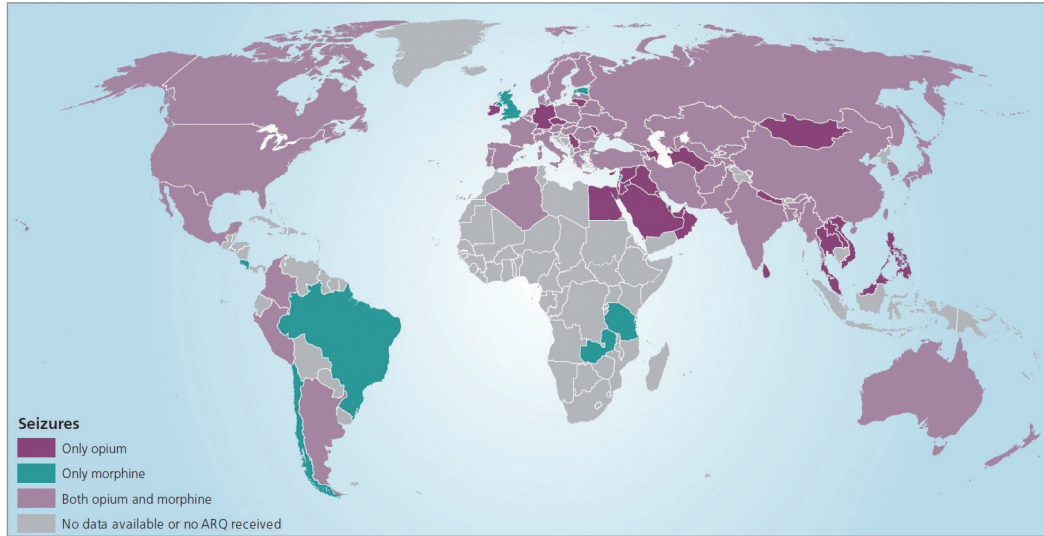 Seizures
Only opium
Only morphine
Both opium and morphine
No data available or no ARQ received